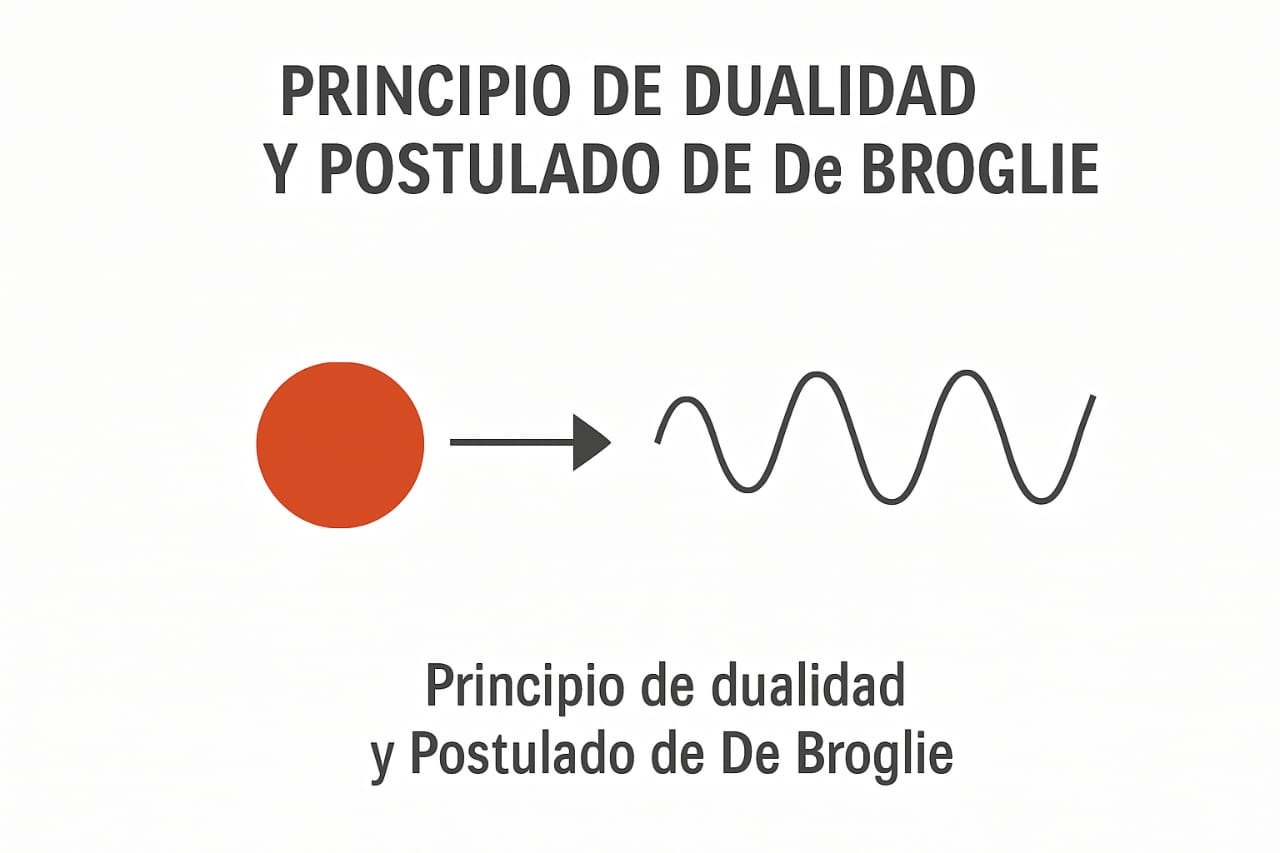 PRINCIPIO DE DUALIDAD
Y POSTULADO DE De BROGLIE
Principio de dualidad
y Postulado de De Broglie